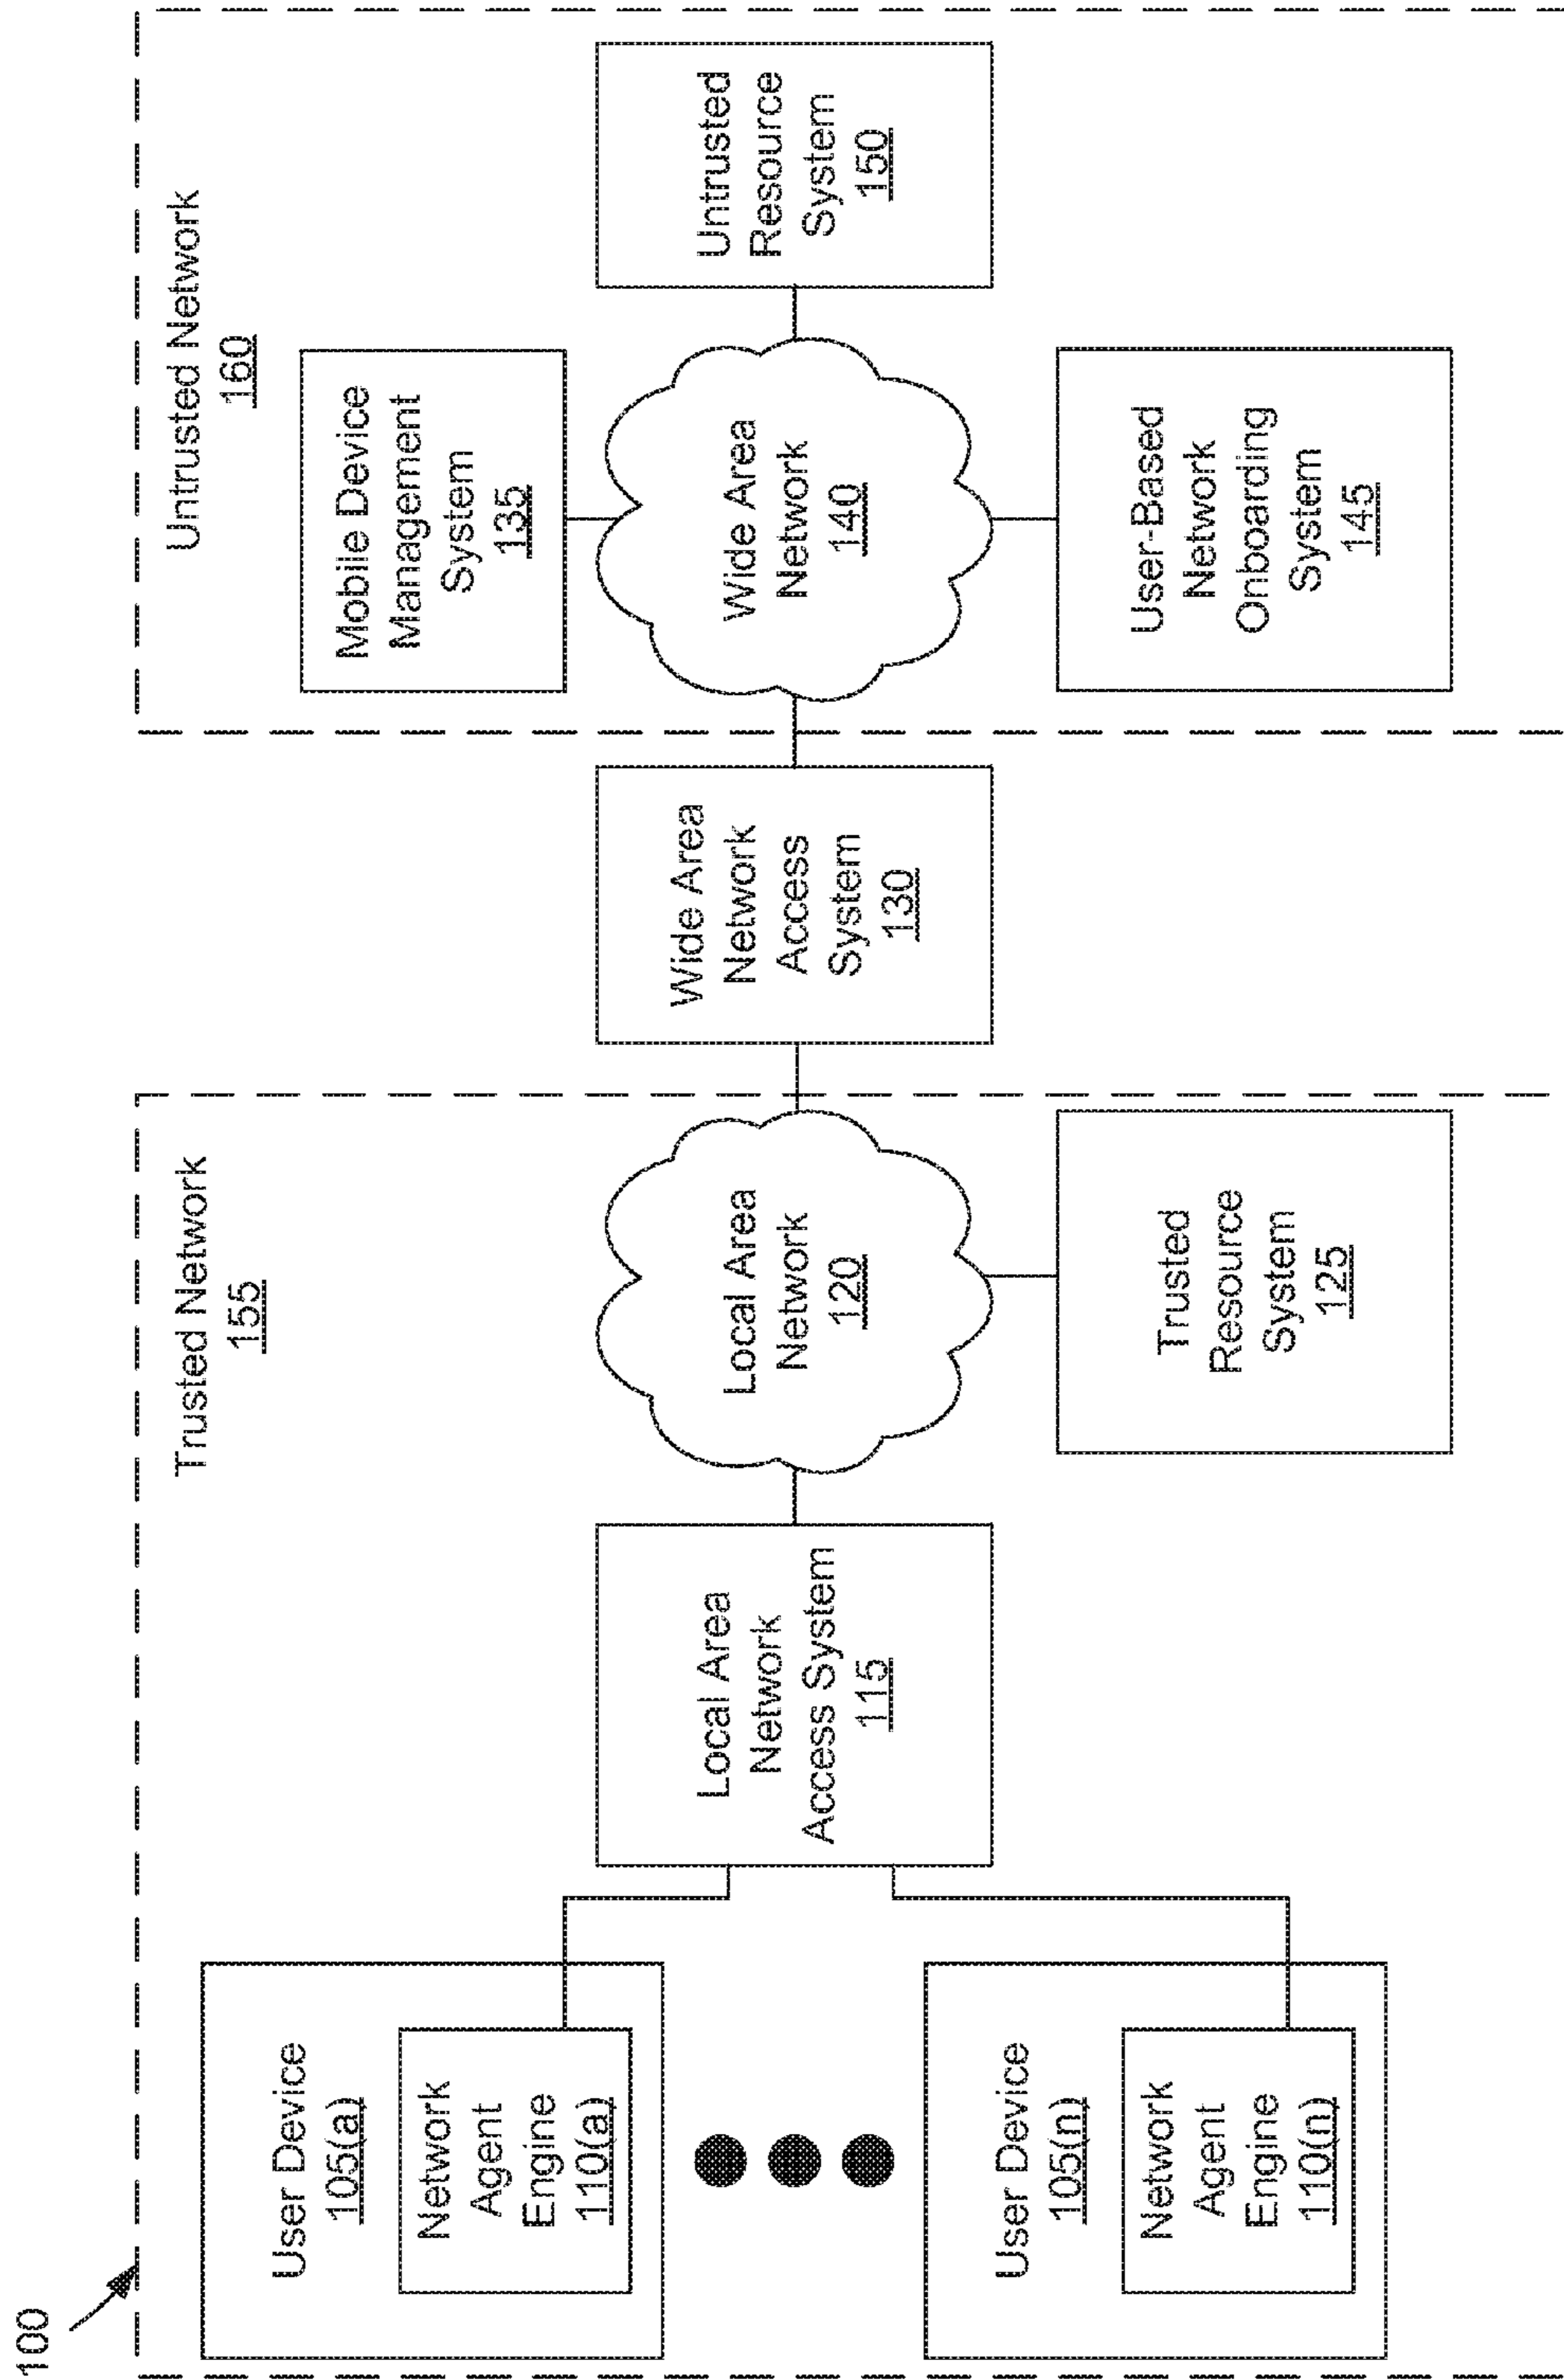 100
Trusted Network
155
User Device
105(a)
Network
Agent
Engine
110(a)
User Device
105(n)
Network
Agent
Engine
110(n)
Local Area
Network
Access System
115
Local Area
Network
120
Trusted
Resource
System
125
Wide Area
Network
Access
System
130
Untrusted Network
160
Mobile Device
Management
System
135
Wide Area
Network
140
User-Based
Network
Onboarding
System
145
Untrusted
Resource
System
150